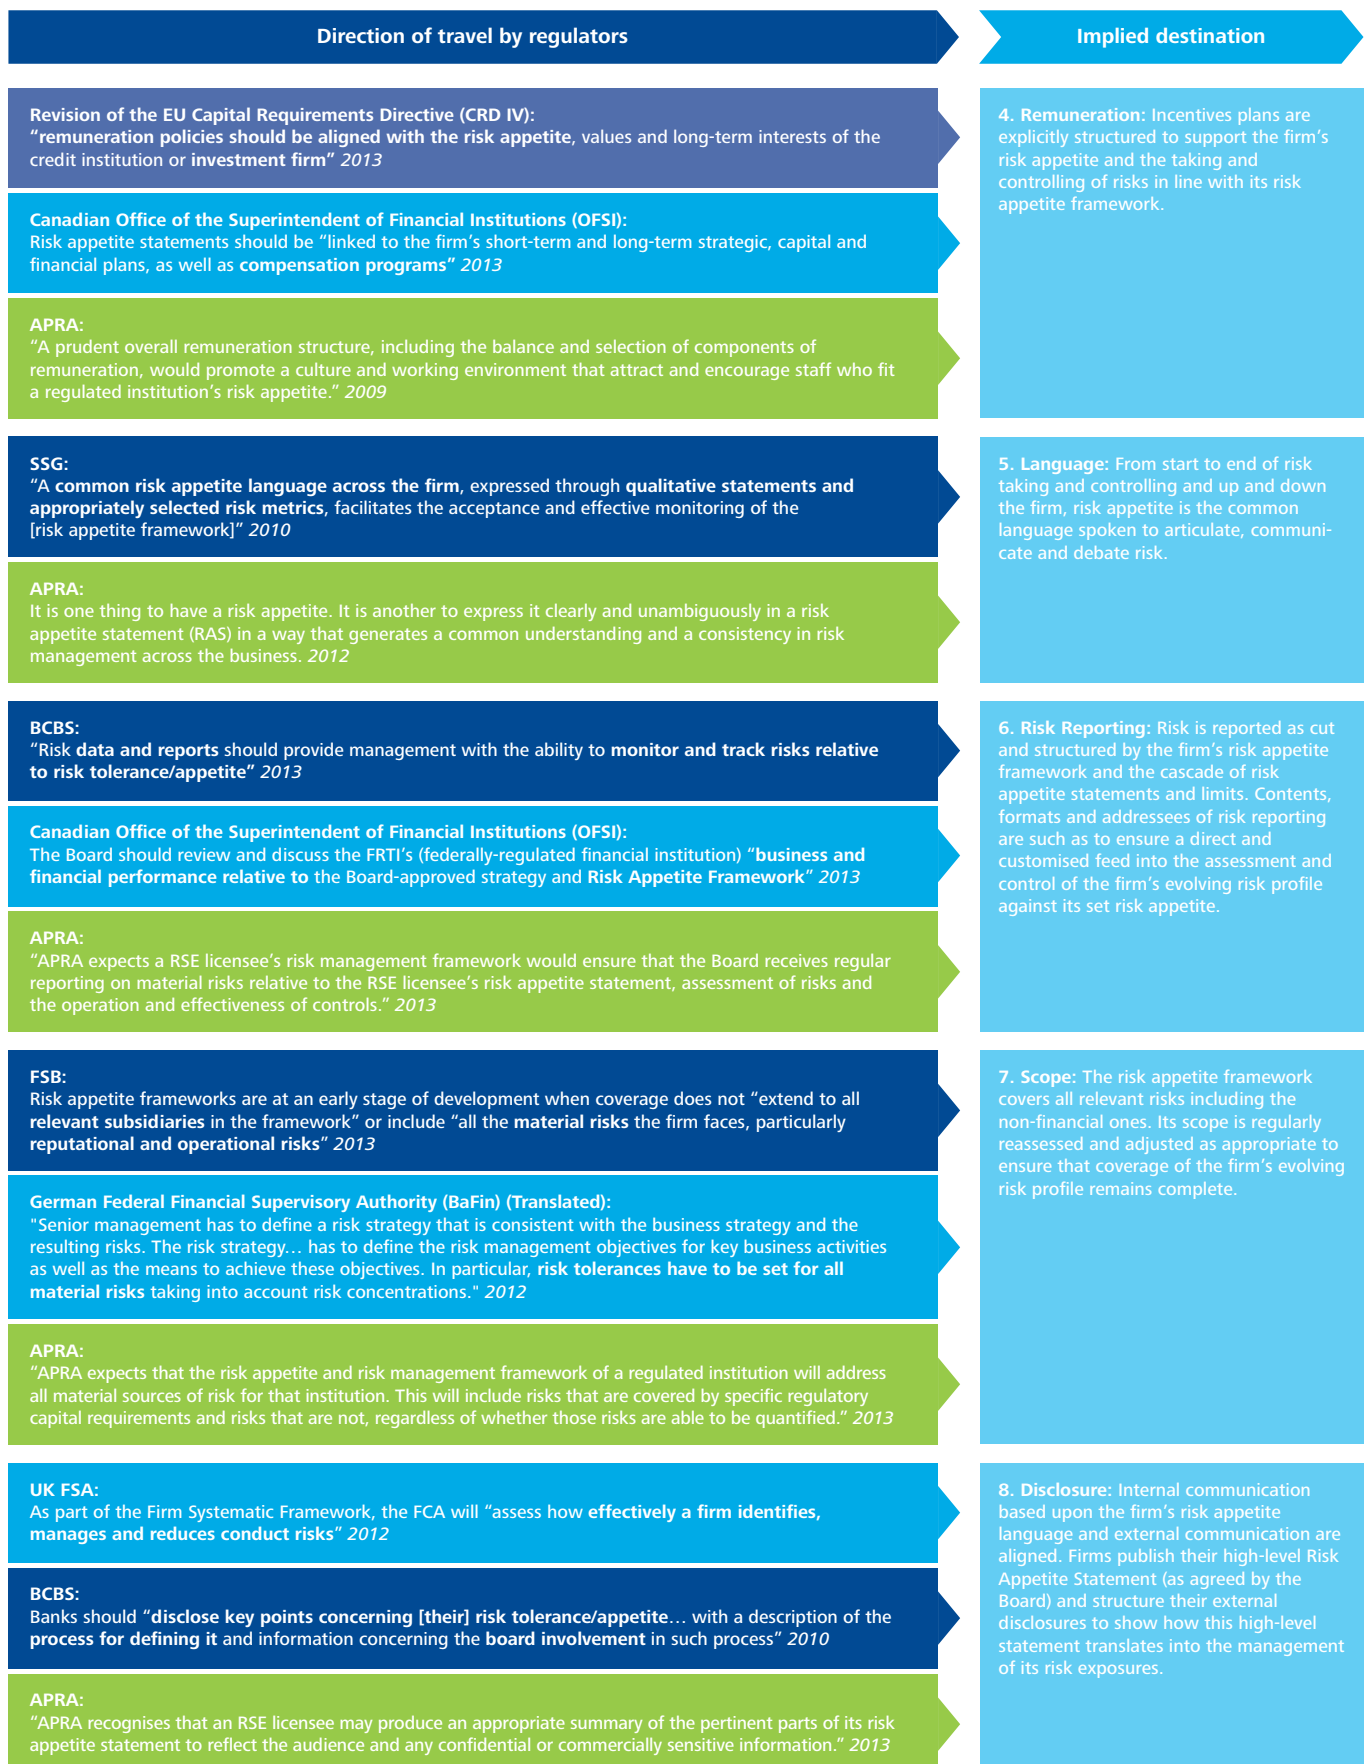 Direction of travel by regulators
Implied destination
Revision of the EU Capital Requirements Directive (CRD IV):
“remuneration policies should be aligned with the risk appetite, values and long-term interests of the
credit institution or investment firm” 2013
Canadian Office of the Superintendent of Financial Institutions (OFSI):
Risk appetite statements should be “linked to the firm’s short-term and long-term strategic, capital and
financial plans, as well as compensation programs” 2013
APRA:
“A prudent overall remuneration structure, including the balance and selection of components of
remuneration, would promote a culture and working environment that attract and encourage staff who fit
a regulated institution’s risk appetite.” 2009
4. Remuneration: Incentives plans are
explicitly structured to support the firm’s
risk appetite and the taking and
controlling of risks in line with its risk
appetite framework.
SSG:
“A common risk appetite language across the firm, expressed through qualitative statements and
appropriately selected risk metrics, facilitates the acceptance and effective monitoring of the
[risk appetite framework]” 2010
APRA:
It is one thing to have a risk appetite. It is another to express it clearly and unambiguously in a risk
appetite statement (RAS) in a way that generates a common understanding and a consistency in risk
management across the business. 2012
5. Language: From start to end of risk
taking and controlling and up and down
the firm, risk appetite is the common
language spoken to articulate, communi-
cate and debate risk.
BCBS:
“Risk data and reports should provide management with the ability to monitor and track risks relative
to risk tolerance/appetite” 2013
Canadian Office of the Superintendent of Financial Institutions (OFSI):
The Board should review and discuss the FRTI’s (federally-regulated financial institution) “business and
financial performance relative to the Board-approved strategy and Risk Appetite Framework” 2013
APRA:
“APRA expects a RSE licensee’s risk management framework would ensure that the Board receives regular
reporting on material risks relative to the RSE licensee’s risk appetite statement, assessment of risks and
the operation and effectiveness of controls.” 2013
6. Risk Reporting: Risk is reported as cut
and structured by the firm’s risk appetite
framework and the cascade of risk
appetite statements and limits. Contents,
formats and addressees of risk reporting
are such as to ensure a direct and
customised feed into the assessment and
control of the firm’s evolving risk profile
against its set risk appetite.
FSB:
Risk appetite frameworks are at an early stage of development when coverage does not “extend to all
relevant subsidiaries in the framework” or include “all the material risks the firm faces, particularly
reputational and operational risks” 2013
German Federal Financial Supervisory Authority (BaFin) (Translated):
"Senior management has to define a risk strategy that is consistent with the business strategy and the
resulting risks. The risk strategy… has to define the risk management objectives for key business activities
as well as the means to achieve these objectives. In particular, risk tolerances have to be set for all
material risks taking into account risk concentrations." 2012
APRA:
“APRA expects that the risk appetite and risk management framework of a regulated institution will address
all material sources of risk for that institution. This will include risks that are covered by specific regulatory
capital requirements and risks that are not, regardless of whether those risks are able to be quantified.” 2013
7. Scope: The risk appetite framework
covers all relevant risks including the
non-financial ones. Its scope is regularly
reassessed and adjusted as appropriate to
ensure that coverage of the firm’s evolving
risk profile remains complete.
UK FSA:
As part of the Firm Systematic Framework, the FCA will “assess how effectively a firm identifies,
manages and reduces conduct risks” 2012
BCBS:
Banks should “disclose key points concerning [their] risk tolerance/appetite… with a description of the
process for defining it and information concerning the board involvement in such process” 2010
APRA:
“APRA recognises that an RSE licensee may produce an appropriate summary of the pertinent parts of its risk
appetite statement to reflect the audience and any confidential or commercially sensitive information.” 2013
8. Disclosure: Internal communication
based upon the firm’s risk appetite
language and external communication are
aligned. Firms publish their high-level Risk
Appetite Statement (as agreed by the
Board) and structure their external
disclosures to show how this high-level
statement translates into the management
of its risk exposures.